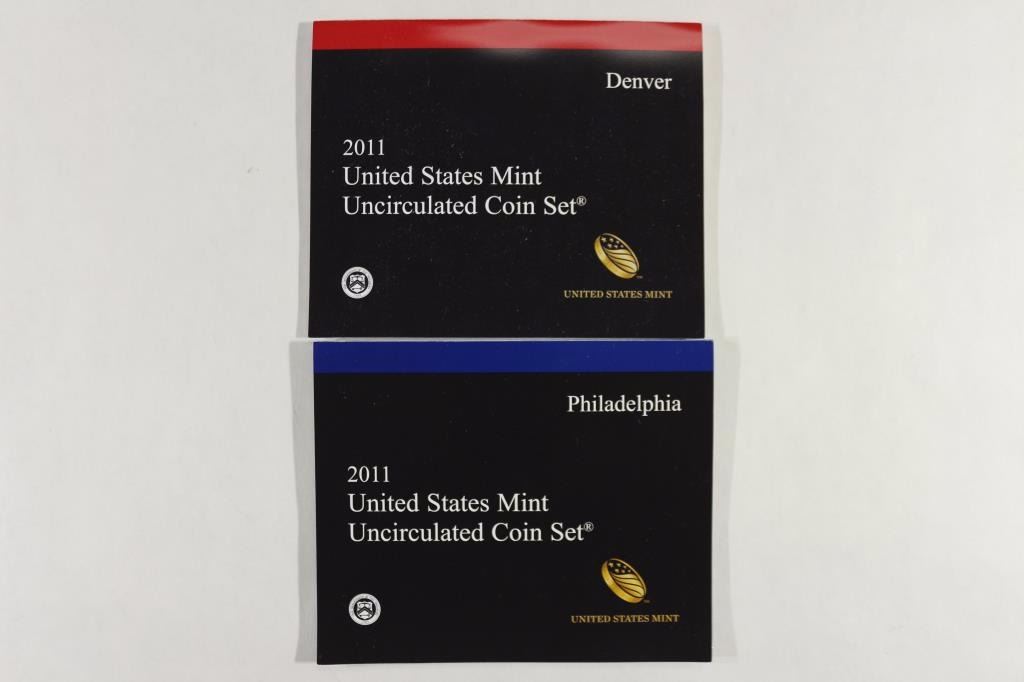 Denver
2011
United States Mint
Uncirculated Coin Set®
UNITED STATES MINT
Philadelphia
2011
United States Mint
Uncirculated Coin Set®
UNITED STATES MINT